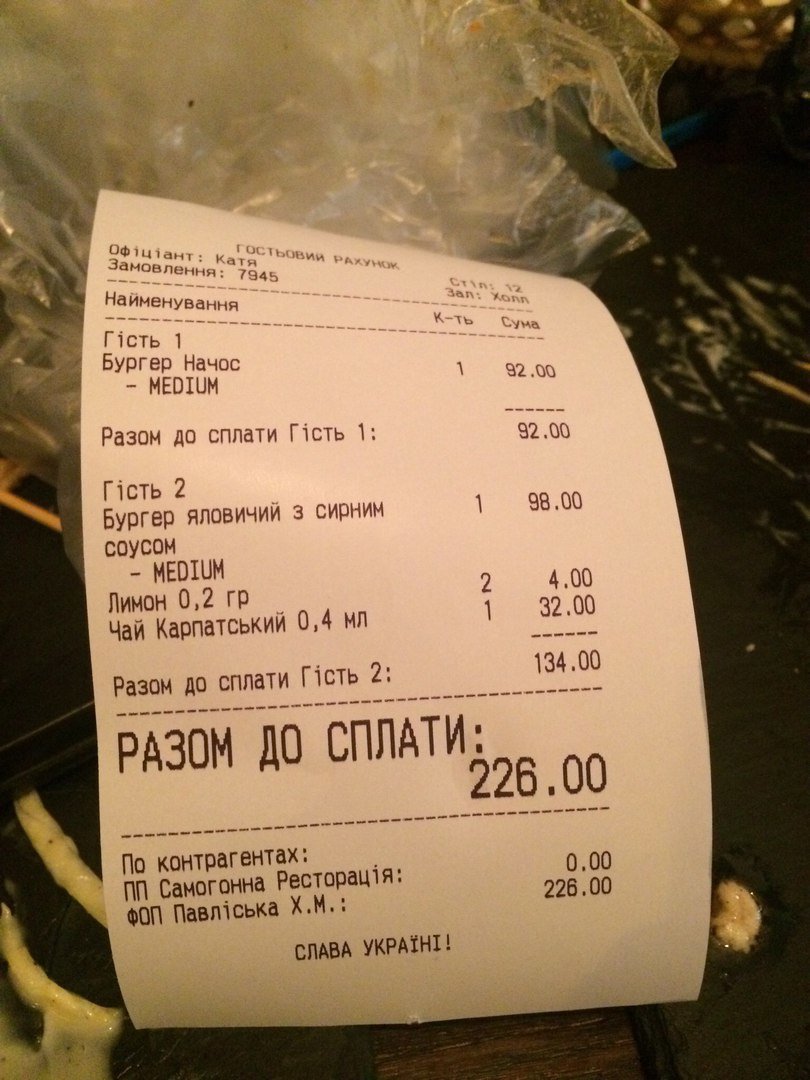 ГОСТЬОВИЙ РАХУНОК
Офіціант: Катя Стіл: 12
Замовлення: 7945 Зал: Холл
Найменування К-ть Сума
Гість 1
Бургер Начос 1 92.00
- MEDIUM
Разом до сплати Гість 1: 92.00
Гість 2
Бургер яловичий з сирним 1 98.00
соусом
- MEDIUM
Лимон 0,2 гр 2 4.00
Чай Карпатський 0,4 мл 1 32.00
Разом до сплати Гість 2: 134.00
РАЗОМ ДО СПЛАТИ:
226.00
По контрагентах:
ПП Самогонна Ресторація: 0.00
ФОП Павліська Х.М.: 226.00
СЛАВА УКРАЇНІ!